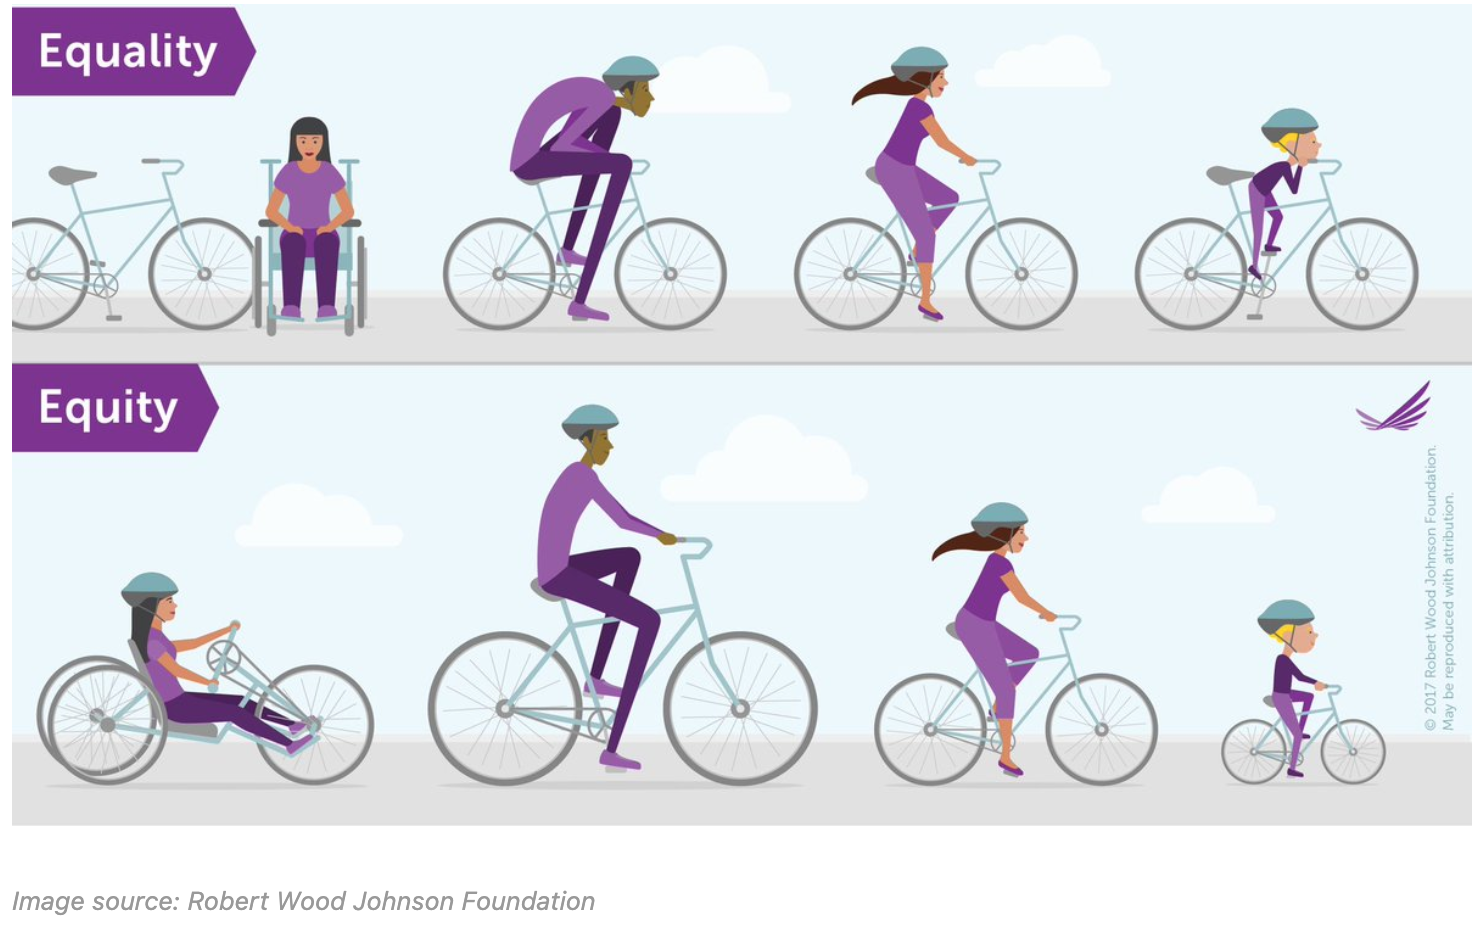 Equality
Equity
© 2017 Robert Wood Johnson Foundation.
May be reproduced with attribution.
Image source: Robert Wood Johnson Foundation